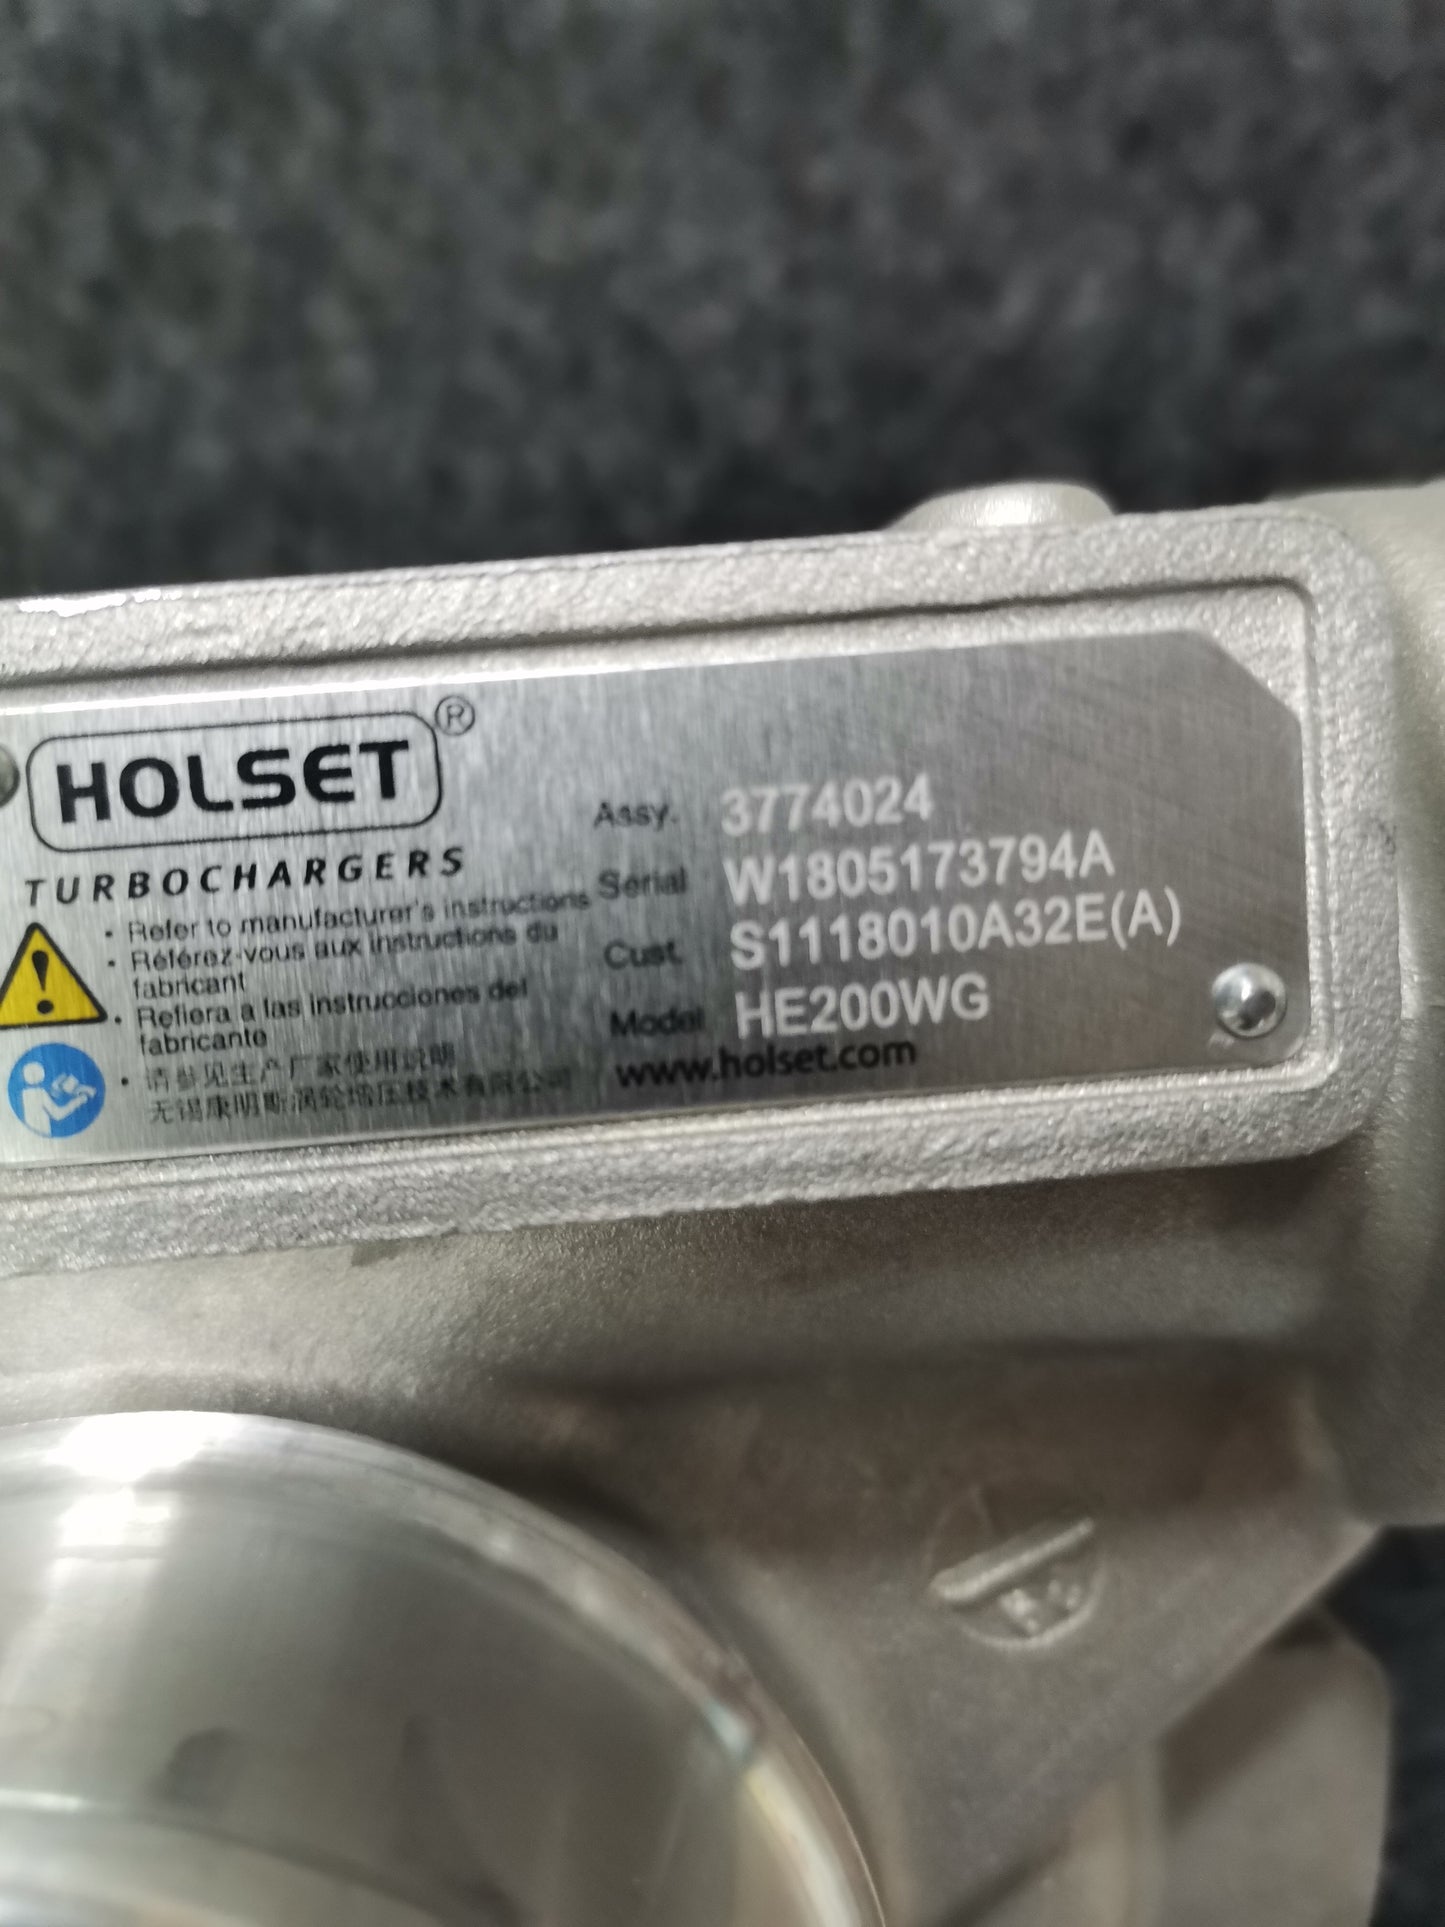 HOLSET®
TURBOCHARGERS
• Refer to manufacturer's instructions
• Référez-vous aux instructions du
fabricant
• Refiera a las instrucciones del
fabricante
• 请参见生产厂家使用说明
无锡康明斯涡轮增压技术有限公司
Assy. 3774024
Serial W1805173794A
Cust. S1118010A32E(A)
Model HE200WG
www.holset.com